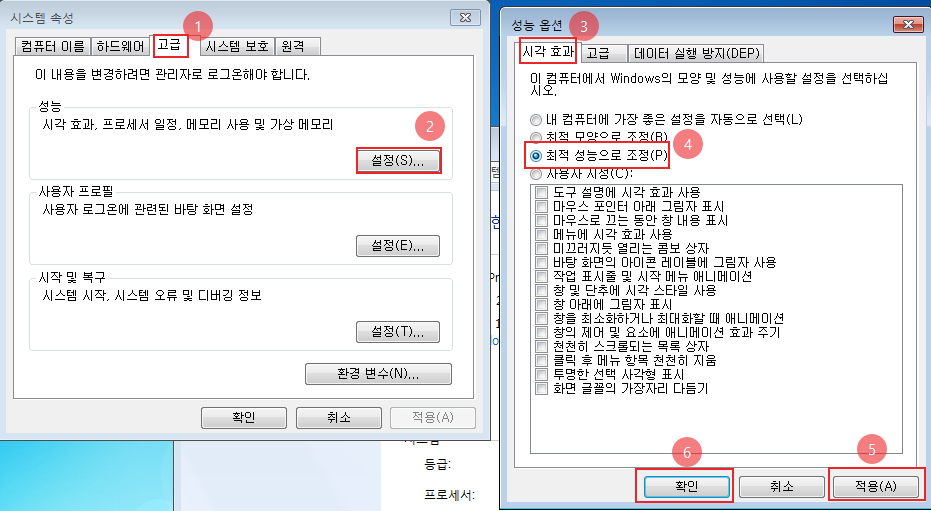 시스템 속성
1
컴퓨터 이름
하드웨어
고급
시스템 보호
원격
이 내용을 변경하려면 관리자로 로그온해야 합니다.
성능
시각 효과, 프로세서 일정, 메모리 사용 및 가상 메모리
2
설정(S)...
사용자 프로필
사용자 로그온에 관련된 바탕 화면 설정
설정(E)...
시작 및 복구
시스템 시작, 시스템 오류 및 디버깅 정보
설정(T)...
환경 변수(N)...
확인
취소
적용(A)
등급:
프로세서:
성능 옵션
3
시각 효과
고급
데이터 실행 방지(DEP)
이 컴퓨터에서 Windows의 모양 및 성능에 사용할 설정을 선택하십
시오.
내 컴퓨터에 가장 좋은 설정을 자동으로 선택(L)
최적 모양으로 조정(B)
4
최적 성능으로 조정(P)
사용자 지정(C):
도구 설명에 시각 효과 사용
마우스 포인터 아래 그림자 표시
마우스로 끄는 동안 창 내용 표시
메뉴에 시각 효과 사용
미끄러지듯 열리는 콤보 상자
바탕 화면의 아이콘 레이블에 그림자 사용
작업 표시줄 및 시작 메뉴 애니메이션
창 및 단추에 시각 스타일 사용
창 아래에 그림자 표시
창을 최소화하거나 최대화할 때 애니메이션
창의 제어 및 요소에 애니메이션 효과 주기
천천히 스크롤되는 목록 상자
클릭 후 메뉴 항목 천천히 지움
투명한 선택 사각형 표시
화면 글꼴의 가장자리 다듬기
6
5
확인
취소
적용(A)